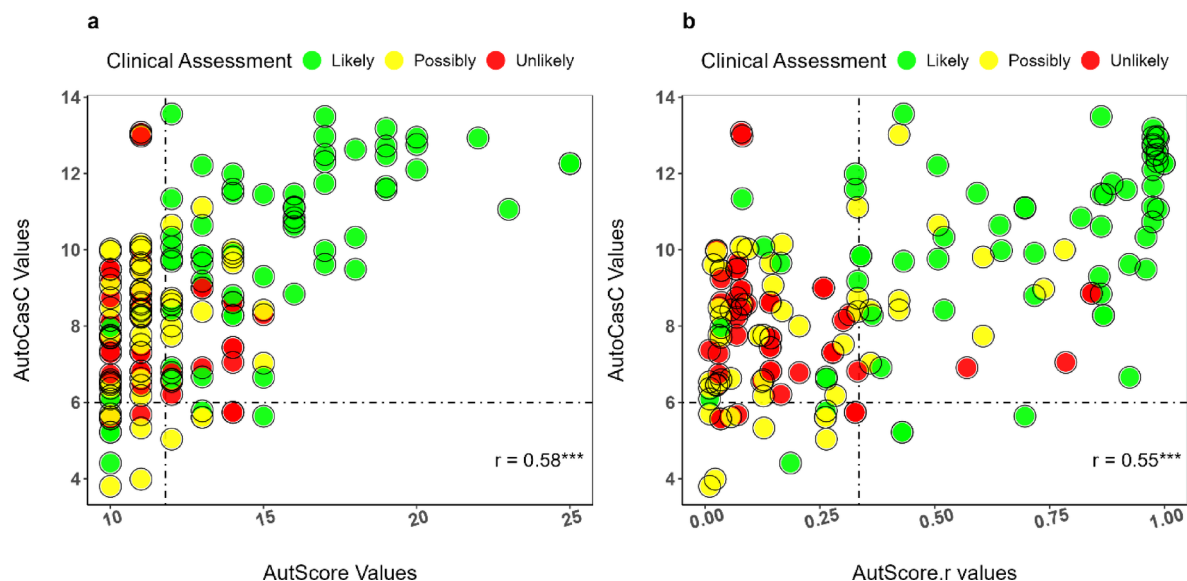 a
Clinical Assessment Likely Possibly Unlikely
14
12
10
8
6
4
AutoCasC Values
r = 0.58***
10 15 20 25
AutScore Values
b
Clinical Assessment Likely Possibly Unlikely
14
12
10
8
6
4
AutoCasC Values
r = 0.55***
0.00 0.25 0.50 0.75 1.00
AutScore.r values